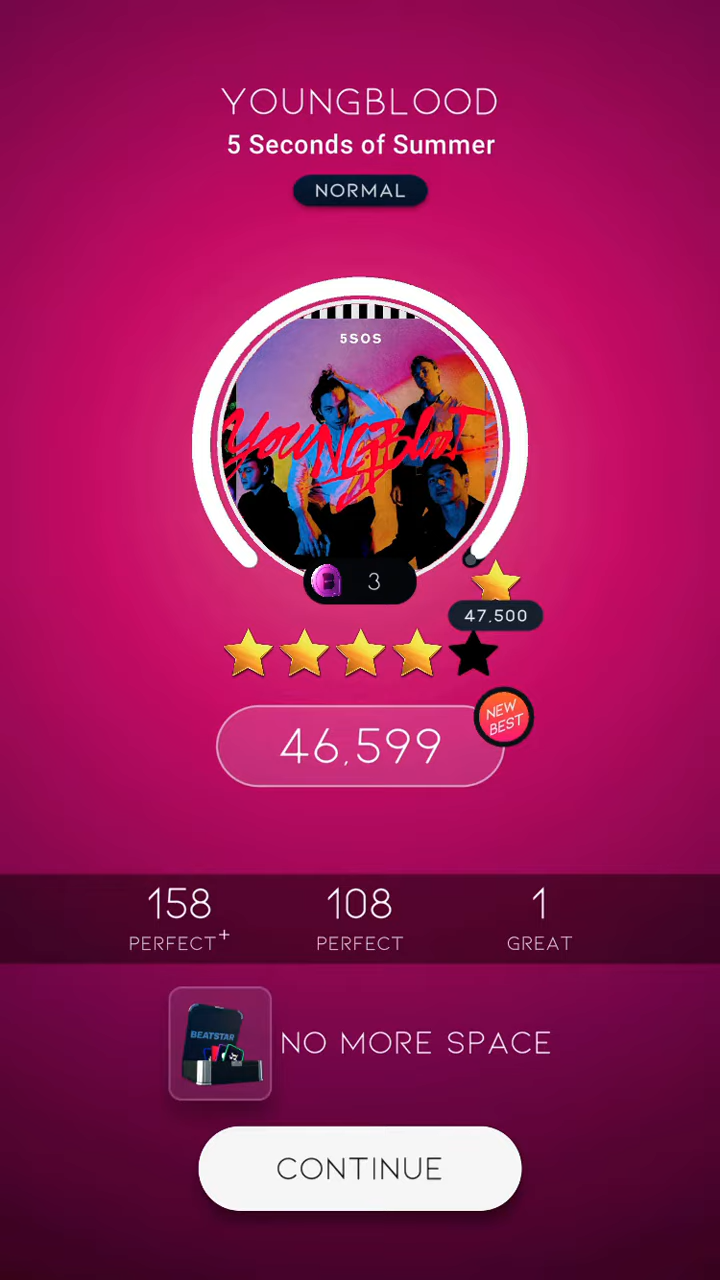 YOUNGBLOOD
5 Seconds of Summer
NORMAL
5SOS
YOUNGBLOOD
3
47,500
NEW
BEST
46,599
158
PERFECT+
108
PERFECT
1
GREAT
BEATSTAR
NO MORE SPACE
CONTINUE